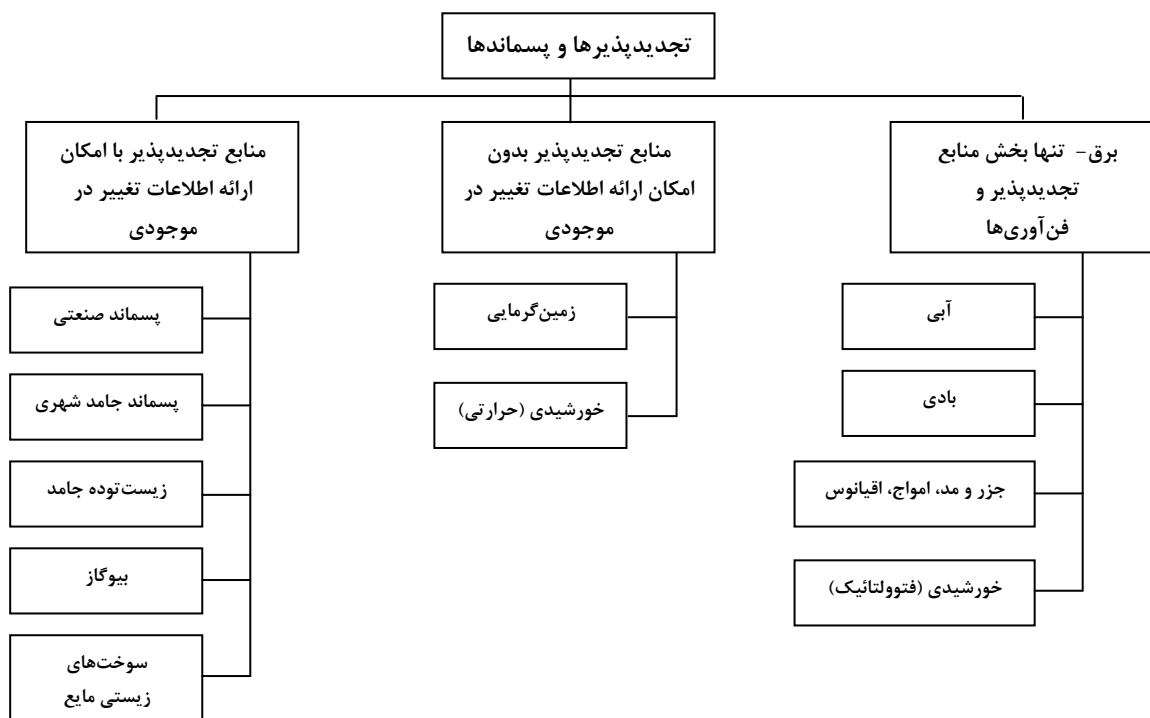 تجدیدپذیرها و پسماندها
برق- تنها بخش منابع
تجدیدپذیر و
فن‌آوری‌ها
آبی
بادی
جزر و مد، امواج، اقیانوس
خورشیدی (فتوولتائیک)
منابع تجدیدپذیر بدون
امکان ارائه اطلاعات تغییر در
موجودی
زمین‌گرمایی
خورشیدی (حرارتی)
منابع تجدیدپذیر با امکان
ارائه اطلاعات تغییر در
موجودی
پسماند صنعتی
پسماند جامد شهری
زیست‌توده جامد
بیوگاز
سوخت‌های
زیستی مایع